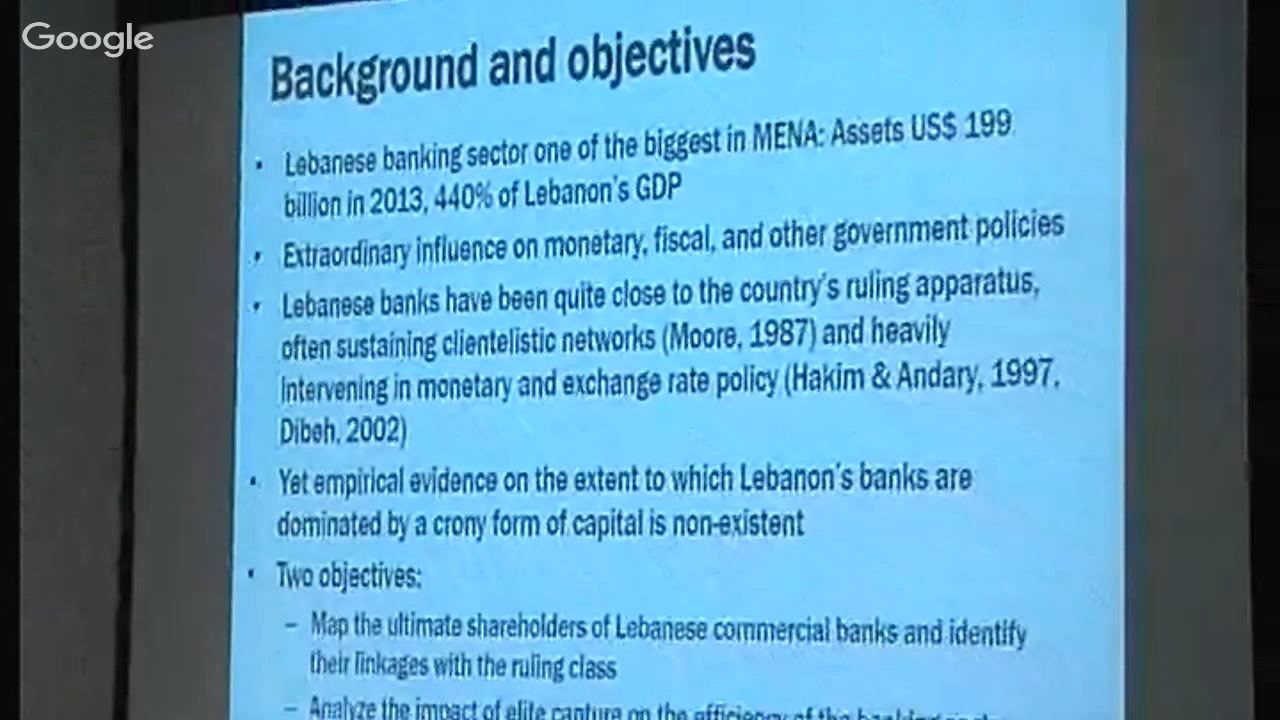 Google
Background and objectives
• Lebanese banking sector one of the biggest in MENA: Assets US$ 199
billion in 2013, 440% of Lebanon's GDP
• Extraordinary influence on monetary, fiscal, and other government policies
• Lebanese banks have been quite close to the country's ruling apparatus,
often sustaining clientelistic networks (Moore, 1987) and heavily
intervening in monetary and exchange rate policy (Hakim & Andary, 1997,
Dibeh, 2002)
• Yet empirical evidence on the extent to which Lebanon's banks are
dominated by a crony form of capital is non-existent
• Two objectives:
– Map the ultimate shareholders of Lebanese commercial banks and identify
their linkages with the ruling class
– Analyze the impact of elite capture on the efficiency of the banking